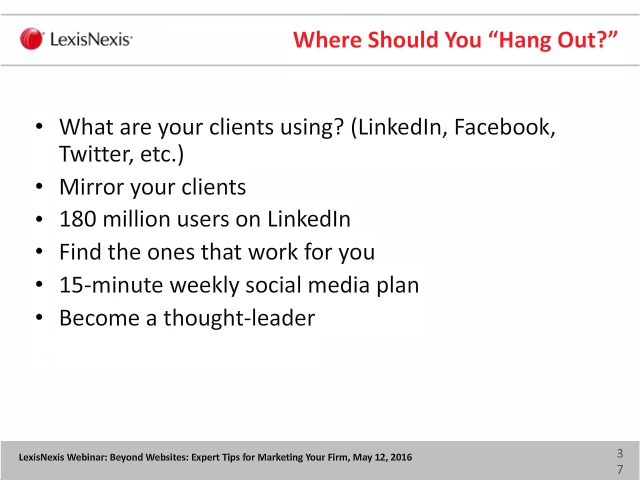 LexisNexis®
Where Should You “Hang Out?”
• What are your clients using? (LinkedIn, Facebook,
Twitter, etc.)
• Mirror your clients
• 180 million users on LinkedIn
• Find the ones that work for you
• 15-minute weekly social media plan
• Become a thought-leader
LexisNexis Webinar: Beyond Websites: Expert Tips for Marketing Your Firm, May 12, 2016
3
7